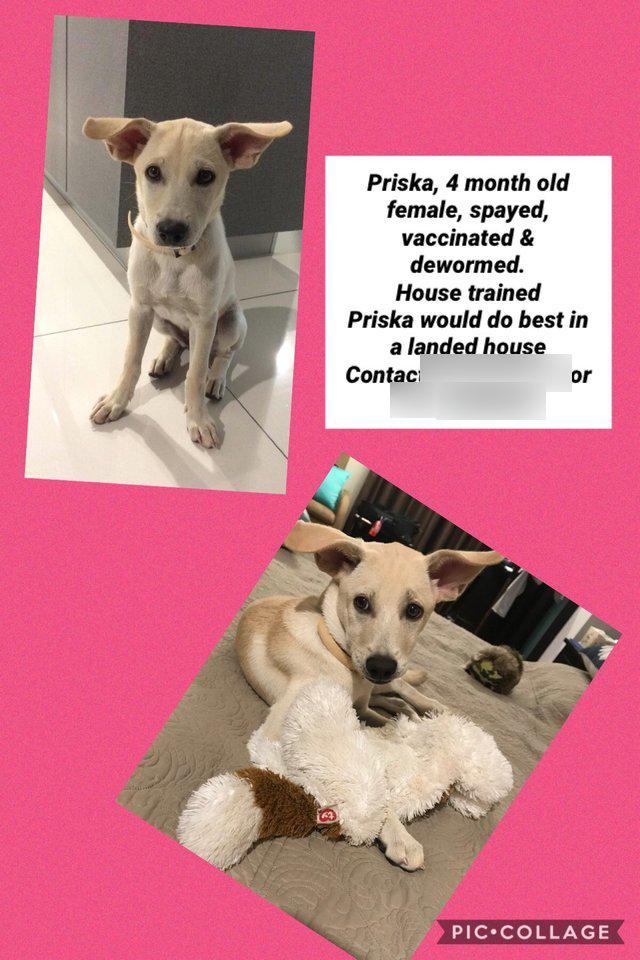 Priska, 4 month old
female, spayed,
vaccinated &
dewormed.
House trained
Priska would do best in
a landed house
Contact or
PIC•COLLAGE